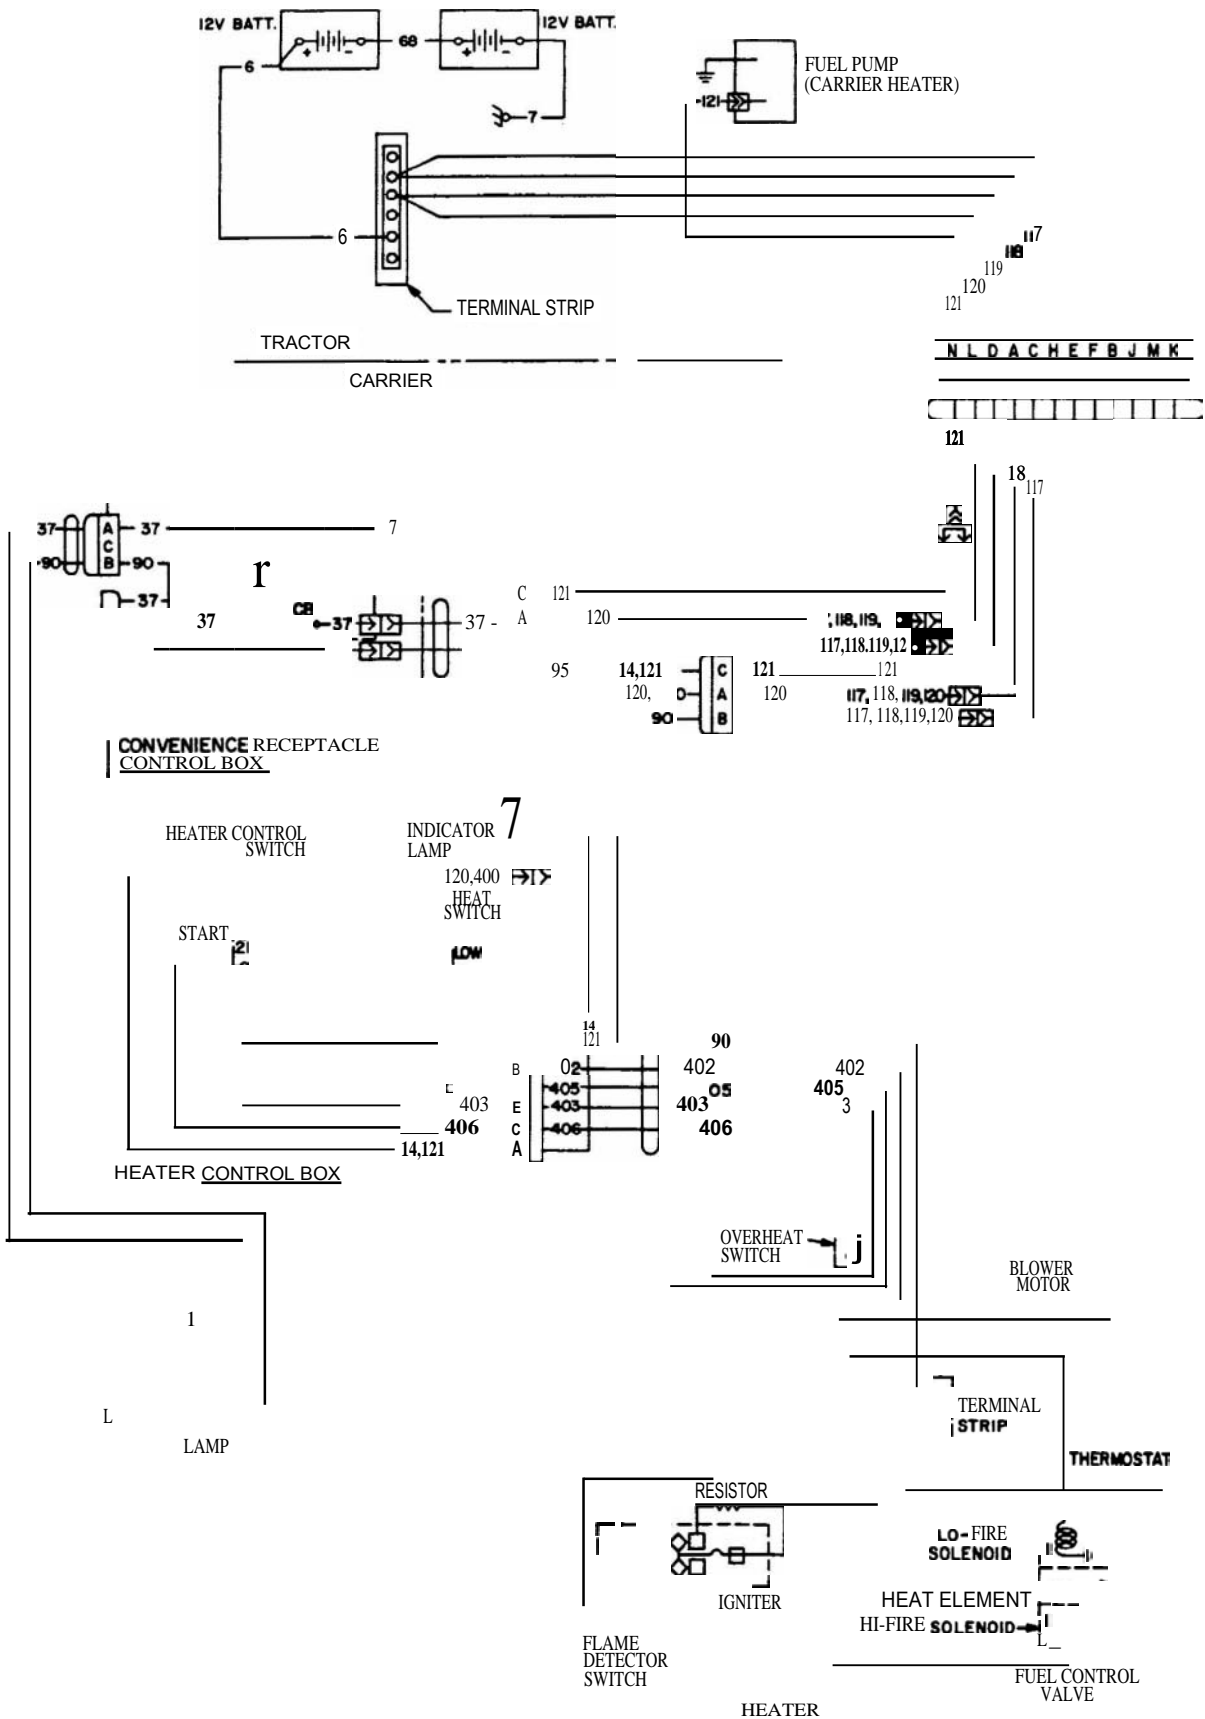 12V BATT.
12V BATT.
68
6
7
FUEL PUMP
(CARRIER HEATER)
121
6
117
118
119
120
121
TERMINAL STRIP
TRACTOR
CARRIER
N L D A C H E F B J M K
121
18
117
37 A 37 7
C
90 B 90
37
r
37 CB 37 37 -
C 121
A 120 ,118,119,
117,118.119,12
95 14,121 C 121 121
120, D A 120 117, 118, 119,120
90 B 117, 118,119,120
CONVENIENCE RECEPTACLE
CONTROL BOX
7
HEATER CONTROL
SWITCH
INDICATOR
LAMP
120,400
HEAT
SWITCH
START
21
LOW
14
121
90
B 02 402 402
E 405 05 405
403 E 403 403 3
406 C 406 406
14,121 A
HEATER CONTROL BOX
OVERHEAT
SWITCH
j
BLOWER
MOTOR
1
L
LAMP
TERMINAL
STRIP
THERMOSTAT
RESISTOR
IGNITER
LO-FIRE
SOLENOID
HEAT ELEMENT
HI-FIRE SOLENOID
L
FLAME
DETECTOR
SWITCH
FUEL CONTROL
VALVE
HEATER